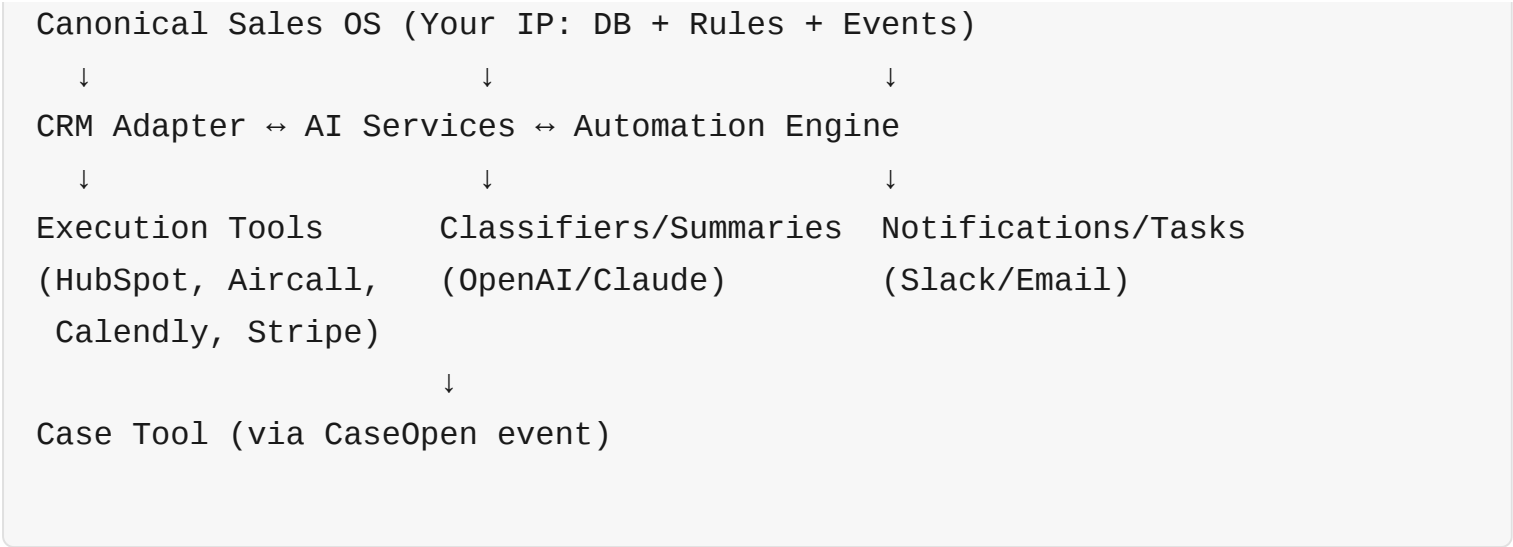 Canonical Sales OS (Your IP: DB + Rules + Events)
↓ ↓ ↓
CRM Adapter ↔ AI Services ↔ Automation Engine
↓ ↓ ↓
Execution Tools Classifiers/Summaries Notifications/Tasks
(HubSpot, Aircall, (OpenAI/Claude) (Slack/Email)
Calendly, Stripe)
↓
Case Tool (via CaseOpen event)